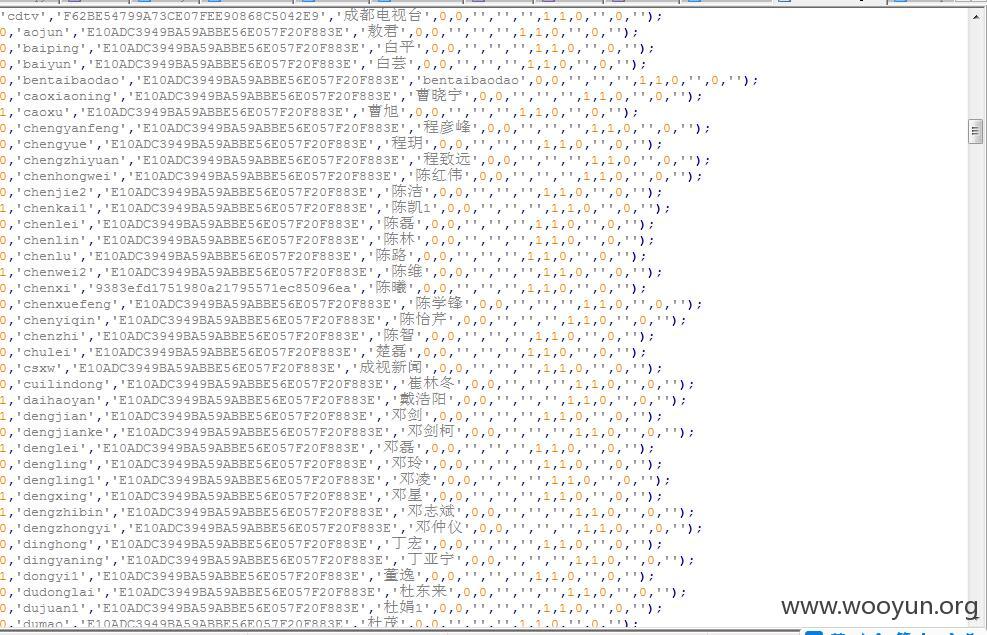 'cdtv','F62BE54799A73CE07FEE90868C5042E9','成都电视台',0,0,'','','',1,1,0,'',0,'');
0,'aojun','E10ADC3949BA59ABBE56E057F20F883E','敖君',0,0,'','','',1,1,0,'',0,'');
0,'baiping','E10ADC3949BA59ABBE56E057F20F883E','白平',0,0,'','','',1,1,0,'',0,'');
0,'baiyun','E10ADC3949BA59ABBE56E057F20F883E','白芸',0,0,'','','',1,1,0,'',0,'');
0,'bentaibaodao','E10ADC3949BA59ABBE56E057F20F883E','bentaibaodao',0,0,'','','',1,1,0,'',0,'');
0,'caoxiaoning','E10ADC3949BA59ABBE56E057F20F883E','曹晓宁',0,0,'','','',1,1,0,'',0,'');
1,'caoxu','E10ADC3949BA59ABBE56E057F20F883E','曹旭',0,0,'','','',1,1,0,'',0,'');
0,'chengyanfeng','E10ADC3949BA59ABBE56E057F20F883E','程彦峰',0,0,'','','',1,1,0,'',0,'');
0,'chengyue','E10ADC3949BA59ABBE56E057F20F883E','程玥',0,0,'','','',1,1,0,'',0,'');
0,'chengzhiyuan','E10ADC3949BA59ABBE56E057F20F883E','程致远',0,0,'','','',1,1,0,'',0,'');
0,'chenhongwei','E10ADC3949BA59ABBE56E057F20F883E','陈红伟',0,0,'','','',1,1,0,'',0,'');
0,'chenjie2','E10ADC3949BA59ABBE56E057F20F883E','陈洁',0,0,'','','',1,1,0,'',0,'');
1,'chenkai1','E10ADC3949BA59ABBE56E057F20F883E','陈凯1',0,0,'','','',1,1,0,'',0,'');
0,'chenlei','E10ADC3949BA59ABBE56E057F20F883E','陈磊',0,0,'','','',1,1,0,'',0,'');
0,'chenlin','E10ADC3949BA59ABBE56E057F20F883E','陈林',0,0,'','','',1,1,0,'',0,'');
0,'chenlu','E10ADC3949BA59ABBE56E057F20F883E','陈路',0,0,'','','',1,1,0,'',0,'');
1,'chenwei2','E10ADC3949BA59ABBE56E057F20F883E','陈维',0,0,'','','',1,1,0,'',0,'');
0,'chenxi','9383efd1751980a21795571ec85096ea','陈曦',0,0,'','','',1,1,0,'',0,'');
0,'chenxuefeng','E10ADC3949BA59ABBE56E057F20F883E','陈学锋',0,0,'','','',1,1,0,'',0,'');
0,'chenyiqin','E10ADC3949BA59ABBE56E057F20F883E','陈怡芹',0,0,'','','',1,1,0,'',0,'');
0,'chenzhi','E10ADC3949BA59ABBE56E057F20F883E','陈智',0,0,'','','',1,1,0,'',0,'');
0,'chulei','E10ADC3949BA59ABBE56E057F20F883E','楚磊',0,0,'','','',1,1,0,'',0,'');
0,'csxw','E10ADC3949BA59ABBE56E057F20F883E','成视新闻',0,0,'','','',1,1,0,'',0,'');
0,'cuilindong','E10ADC3949BA59ABBE56E057F20F883E','崔林冬',0,0,'','','',1,1,0,'',0,'');
1,'daihaoyan','E10ADC3949BA59ABBE56E057F20F883E','戴浩阳',0,0,'','','',1,1,0,'',0,'');
0,'dengjian','E10ADC3949BA59ABBE56E057F20F883E','邓剑',0,0,'','','',1,1,0,'',0,'');
0,'dengjianke','E10ADC3949BA59ABBE56E057F20F883E','邓剑柯',0,0,'','','',1,1,0,'',0,'');
1,'denglei','E10ADC3949BA59ABBE56E057F20F883E','邓磊',0,0,'','','',1,1,0,'',0,'');
0,'dengling','E10ADC3949BA59ABBE56E057F20F883E','邓玲',0,0,'','','',1,1,0,'',0,'');
0,'dengling1','E10ADC3949BA59ABBE56E057F20F883E','邓凌',0,0,'','','',1,1,0,'',0,'');
1,'dengxing','E10ADC3949BA59ABBE56E057F20F883E','邓星',0,0,'','','',1,1,0,'',0,'');
0,'dengzhibin','E10ADC3949BA59ABBE56E057F20F883E','邓志斌',0,0,'','','',1,1,0,'',0,'');
0,'dengzhongyi','E10ADC3949BA59ABBE56E057F20F883E','邓仲仪',0,0,'','','',1,1,0,'',0,'');
0,'dinghong','E10ADC3949BA59ABBE56E057F20F883E','丁宏',0,0,'','','',1,1,0,'',0,'');
0,'dingyaning','E10ADC3949BA59ABBE56E057F20F883E','丁亚宁',0,0,'','','',1,1,0,'',0,'');
1,'dongyi1','E10ADC3949BA59ABBE56E057F20F883E','董逸',0,0,'','','',1,1,0,'',0,'');
0,'dudonglai','E10ADC3949BA59ABBE56E057F20F883E','杜东来',0,0,'','','',1,1,0,'',0,'');
0,'dujuan1','E10ADC3949BA59ABBE56E057F20F883E','杜娟1',0,0,'','','',1,1,0,'',0,'');
0,'dumao','E10ADC3949BA59ABBE56E057F20F883E','杜茂',0,0,'','','',1,1,0,'',0,'');
www.wooyun.org